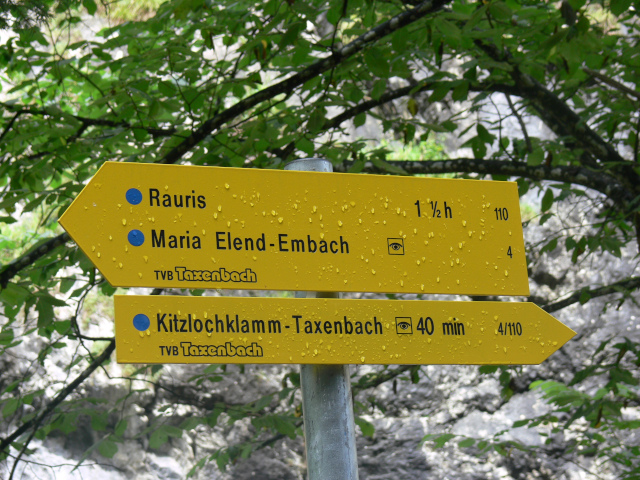 Rauris 1 ½ h 110
Maria Elend-Embach 4
TVB Taxenbach
Kitzlochklamm-Taxenbach 40 min 4/110
TVB Taxenbach